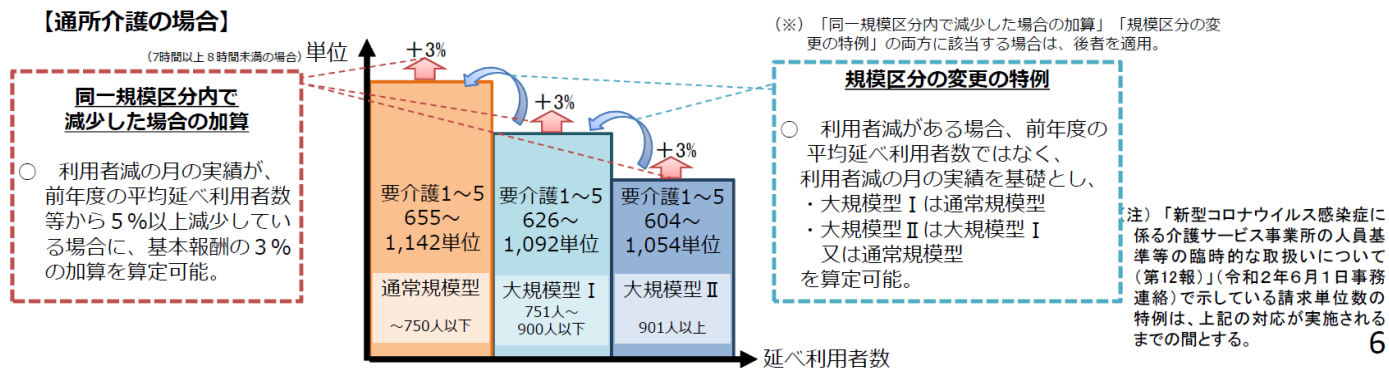 【通所介護の場合】
(7時間以上8時間未満の場合)
単位
同一規模区分内で
減少した場合の加算
○ 利用者減の月の実績が、
前年度の平均延べ利用者数
等から5%以上減少してい
る場合に、基本報酬の3%
の加算を算定可能。
+3%
+3%
+3%
要介護1~5
655~
1,142単位
通常規模型
~750人以下
要介護1~5
626~
1,092単位
大規模型Ⅰ
751人~
900人以下
要介護1~5
604~
1,054単位
大規模型Ⅱ
901人以上
延べ利用者数
(※)「同一規模区分内で減少した場合の加算」「規模区分の変
更の特例」の両方に該当する場合は、後者を適用。
規模区分の変更の特例
○ 利用者減がある場合、前年度の
平均延べ利用者数ではなく、
利用者減の月の実績を基礎とし、
・大規模型Ⅰは通常規模型
・大規模型Ⅱは大規模型Ⅰ
又は通常規模型
を算定可能。
注)「新型コロナウイルス感染症に
係る介護サービス事業所の人員基
準等の臨時的な取扱いについて
(第12報)」(令和2年6月1日事務
連絡)で示している請求単位数の
特例は、上記の対応が実施される
までの間とする。
6